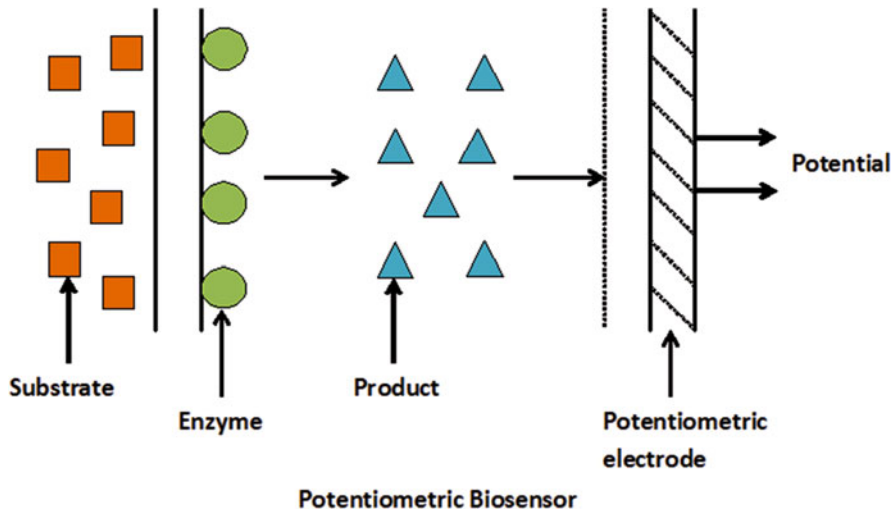 Potential
Substrate
Enzyme
Product
Potentiometric
electrode
Potentiometric Biosensor